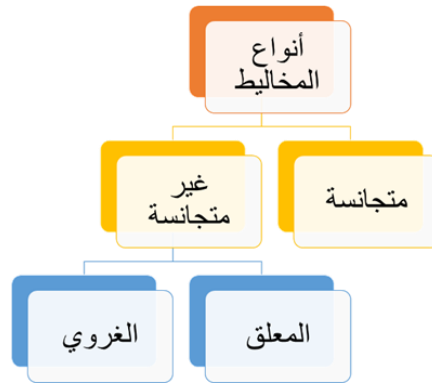 أنواع
المخاليط
متجانسة
غير
متجانسة
المعلق
الغروي